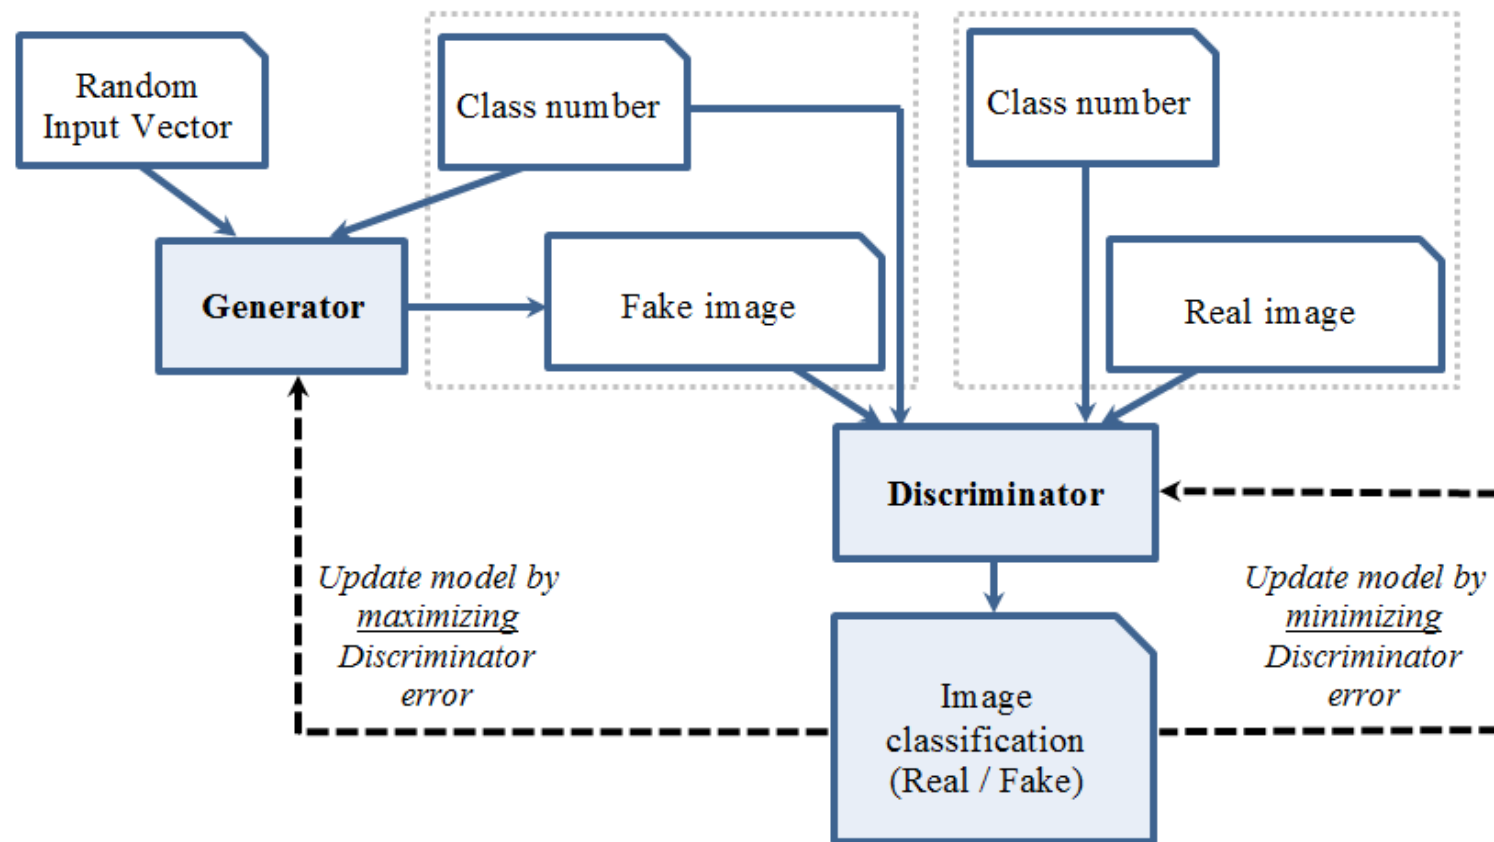 Random
Input Vector
Class number
Class number
Generator
Fake image
Real image
Discriminator
Update model by
maximizing
Discriminator
error
Update model by
minimizing
Discriminator
error
Image
classification
(Real / Fake)